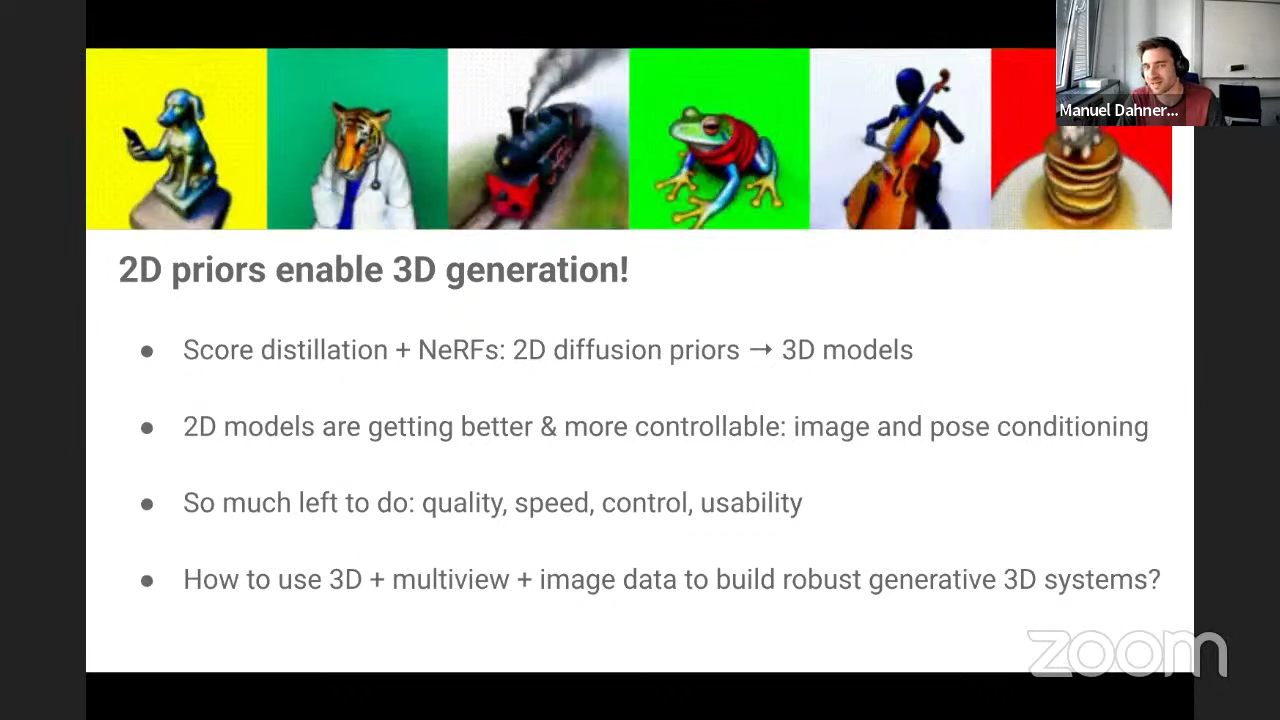 Manuel Dahner...
2D priors enable 3D generation!
● Score distillation + NeRFs: 2D diffusion priors → 3D models
● 2D models are getting better & more controllable: image and pose conditioning
● So much left to do: quality, speed, control, usability
● How to use 3D + multiview + image data to build robust generative 3D systems?
zoom